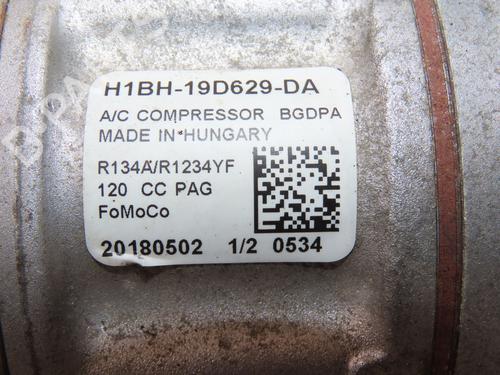 H1BH-19D629-DA
A/C COMPRESSOR BGDPA
MADE IN HUNGARY
R134A/R1234YF
120 CC PAG
FoMoCo
20180502 1/2 0534